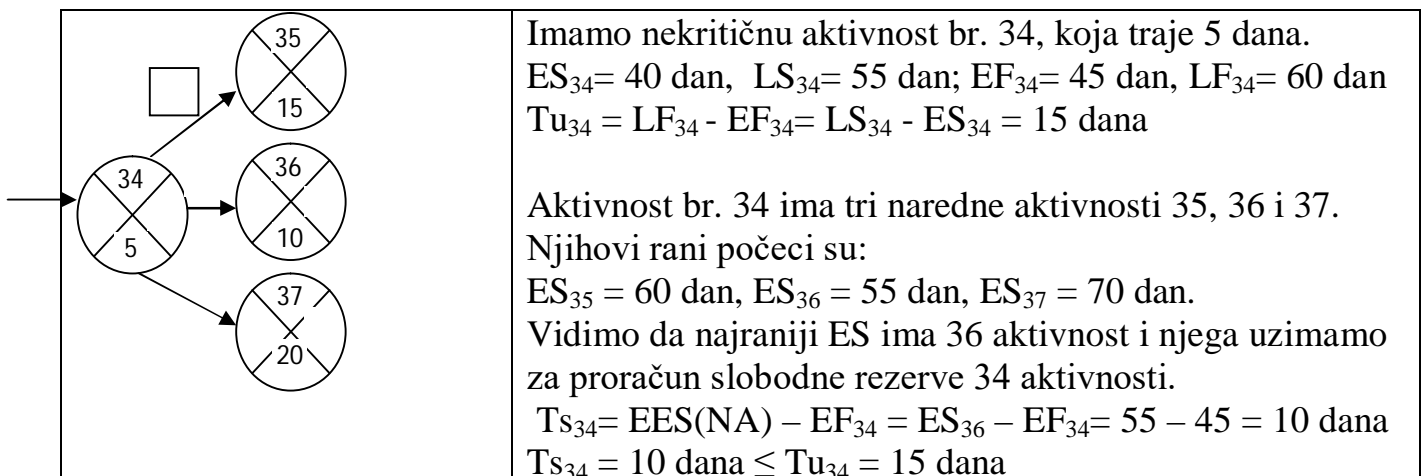 35
15
34
5
36
10
37
20
Imamo nekritičnu aktivnost br. 34, koja traje 5 dana.
ES₃₄= 40 dan, LS₃₄= 55 dan; EF₃₄= 45 dan, LF₃₄= 60 dan
Tu₃₄ = LF₃₄ - EF₃₄= LS₃₄ - ES₃₄ = 15 dana
Aktivnost br. 34 ima tri naredne aktivnosti 35, 36 i 37.
Njihovi rani počeci su:
ES₃₅ = 60 dan, ES₃₆ = 55 dan, ES₃₇ = 70 dan.
Vidimo da najraniji ES ima 36 aktivnost i njega uzimamo
za proračun slobodne rezerve 34 aktivnosti.
Ts₃₄= EES(NA) – EF₃₄ = ES₃₆ – EF₃₄= 55 – 45 = 10 dana
Ts₃₄ = 10 dana ≤ Tu₃₄ = 15 dana